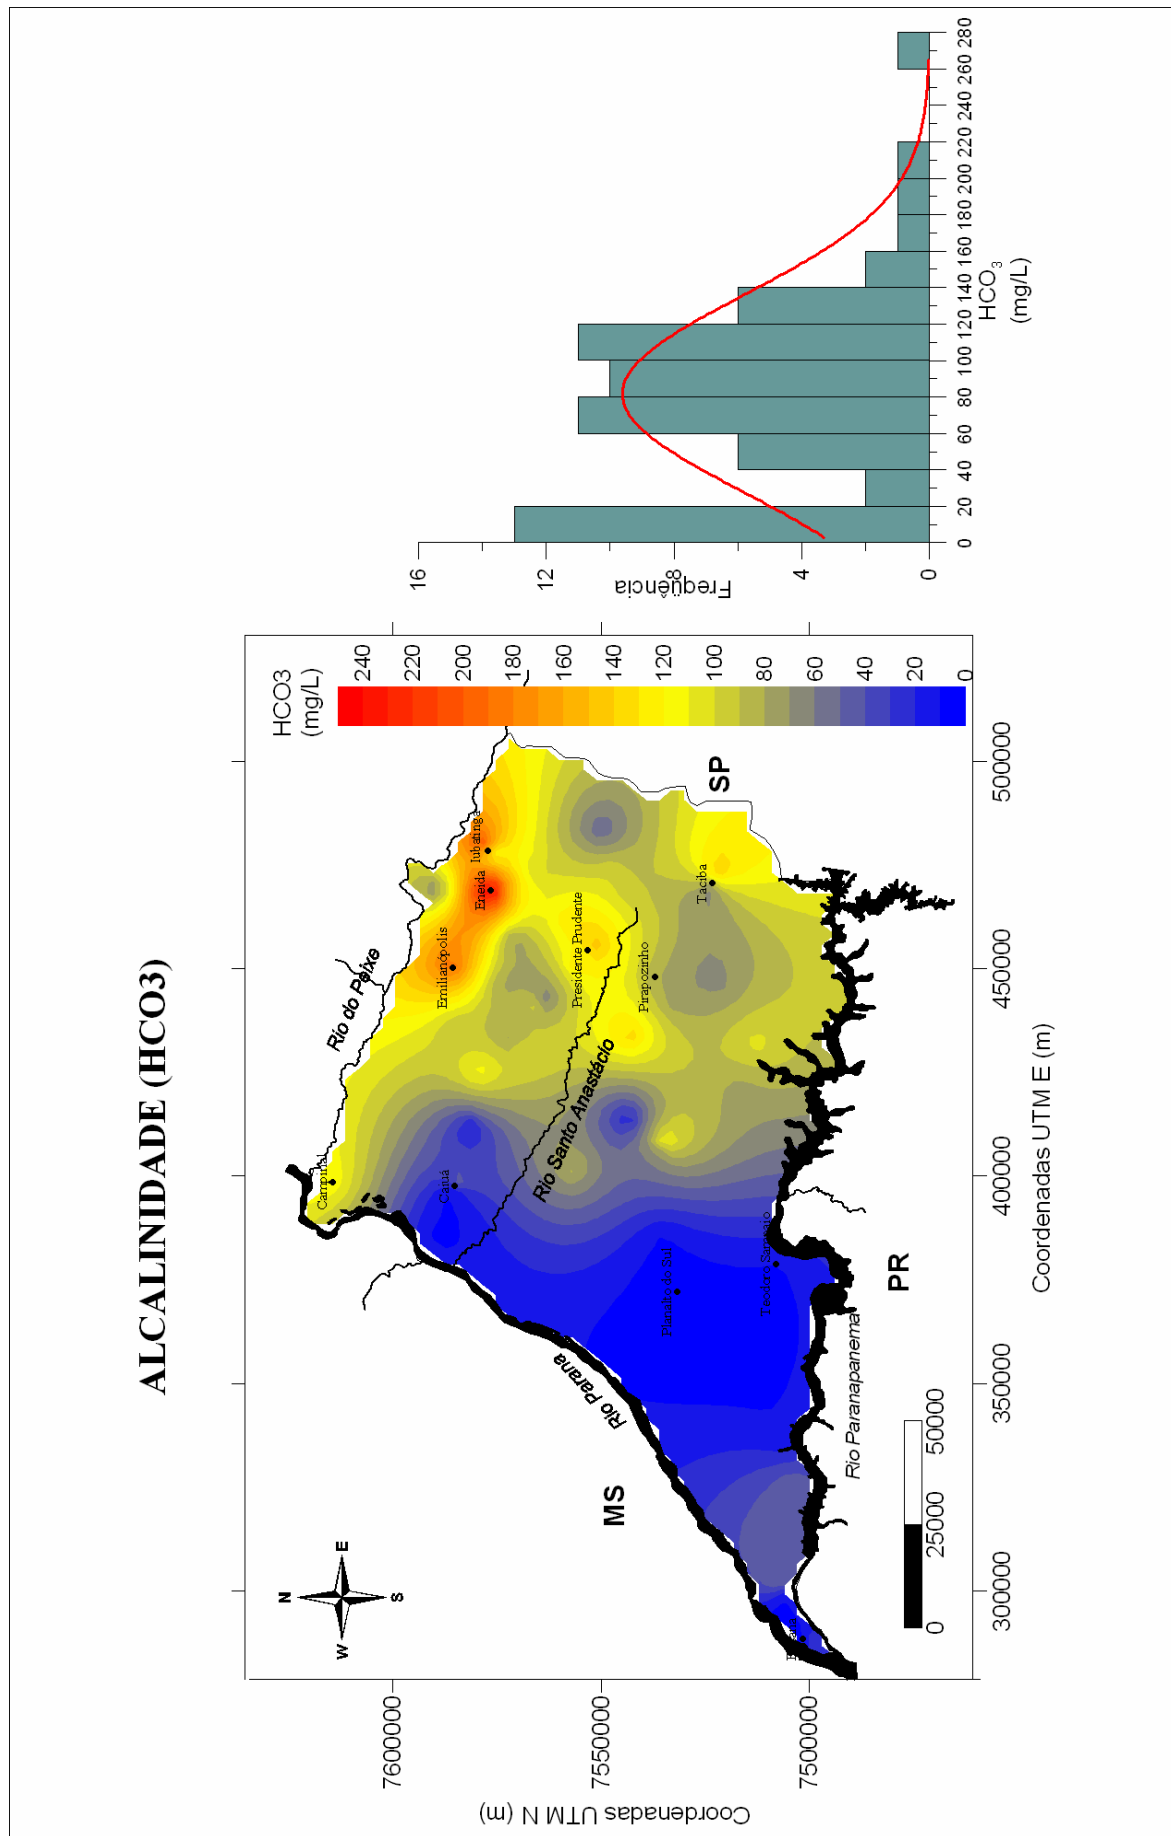 ALCALINIDADE (HCO3)
N
W
E
S
MS
PR
SP
Rio do Peixe
Rio Santo Anastácio
Rio Parana
Rio Paranapanema
Campinal
Caiuá
Emilianópolis
Eneida
Iubatinga
Presidente Prudente
Pirapozinho
Taciba
Planalto do Sul
Teodoro Sampaio
HCO3
(mg/L)
240
220
200
180
160
140
120
100
80
60
40
20
0
0
25000
50000
7600000
7550000
7500000
Coordenadas UTM N (m)
300000
350000
400000
450000
500000
Coordenadas UTM E (m)
16
12
8
4
0
Freqüência
0
20
40
60
80
100
120
140
160
180
200
220
240
260
280
HCO3
(mg/L)